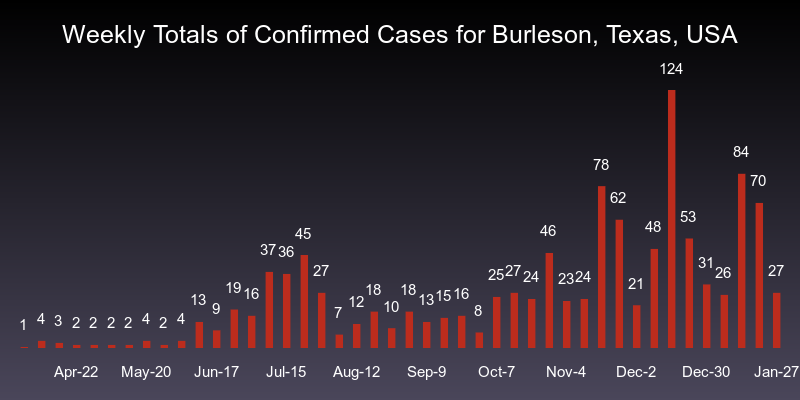 Weekly Totals of Confirmed Cases for Burleson, Texas, USA
1 4 3 2 2 2 2 4 2 4 13 9 19 16 37 36 45 27 7 12 18 10 18 13 15 16 8 25 27 24 46 23 24 78 62 21 48 124 53 31 26 84 70 27
Apr-22 May-20 Jun-17 Jul-15 Aug-12 Sep-9 Oct-7 Nov-4 Dec-2 Dec-30 Jan-27